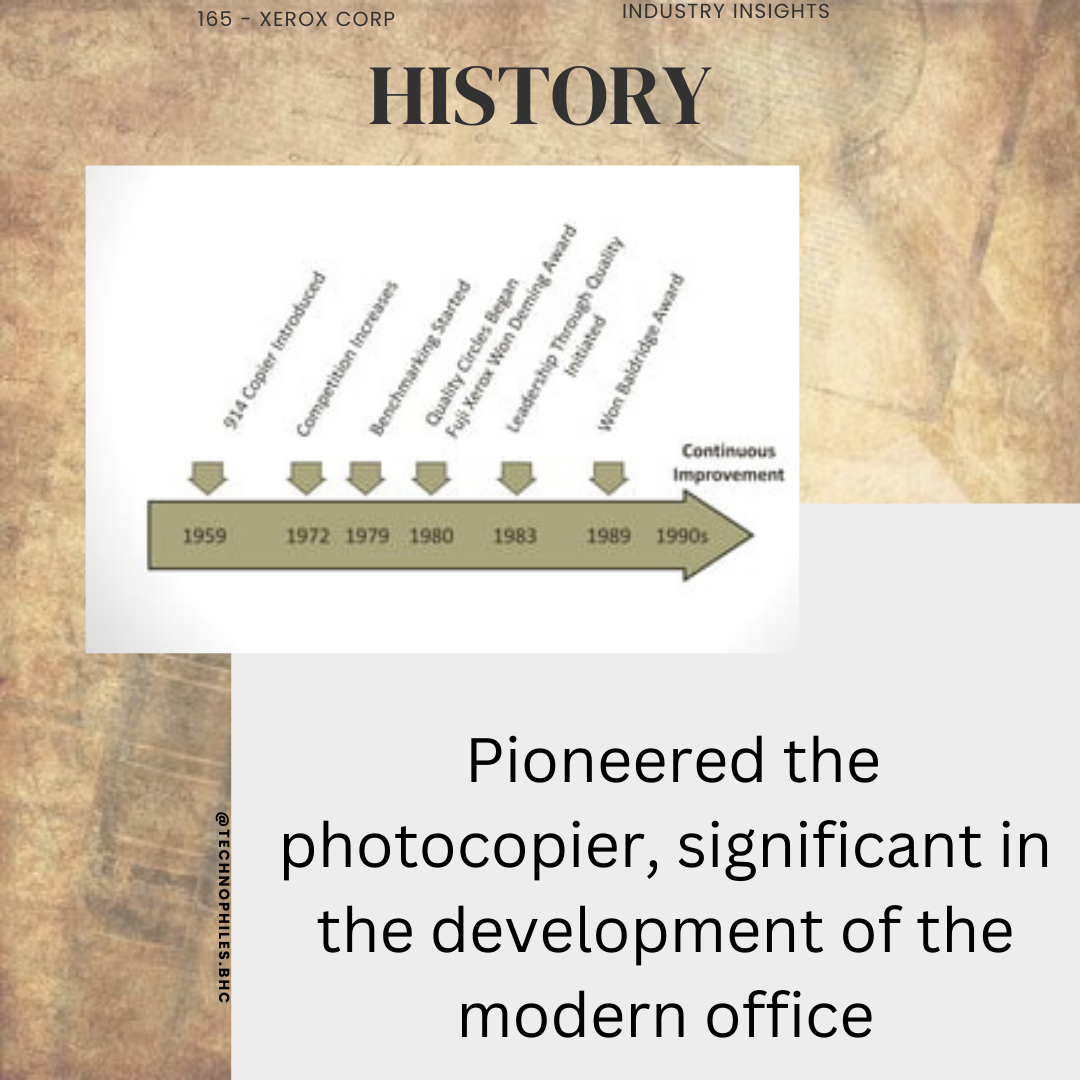 165 - XEROX CORP
INDUSTRY INSIGHTS
HISTORY
914 Copier Introduced
Competition Increases
Benchmarking Started
Quality Circles Began
Fuji Xerox Won Deming Award
Leadership Through Quality
Initiated
Won Baldridge Award
Continuous
Improvement
1959 1972 1979 1980 1983 1989 1990s
Pioneered the
photocopier, significant in
the development of the
modern office
@TECHNOPHILES.BHC